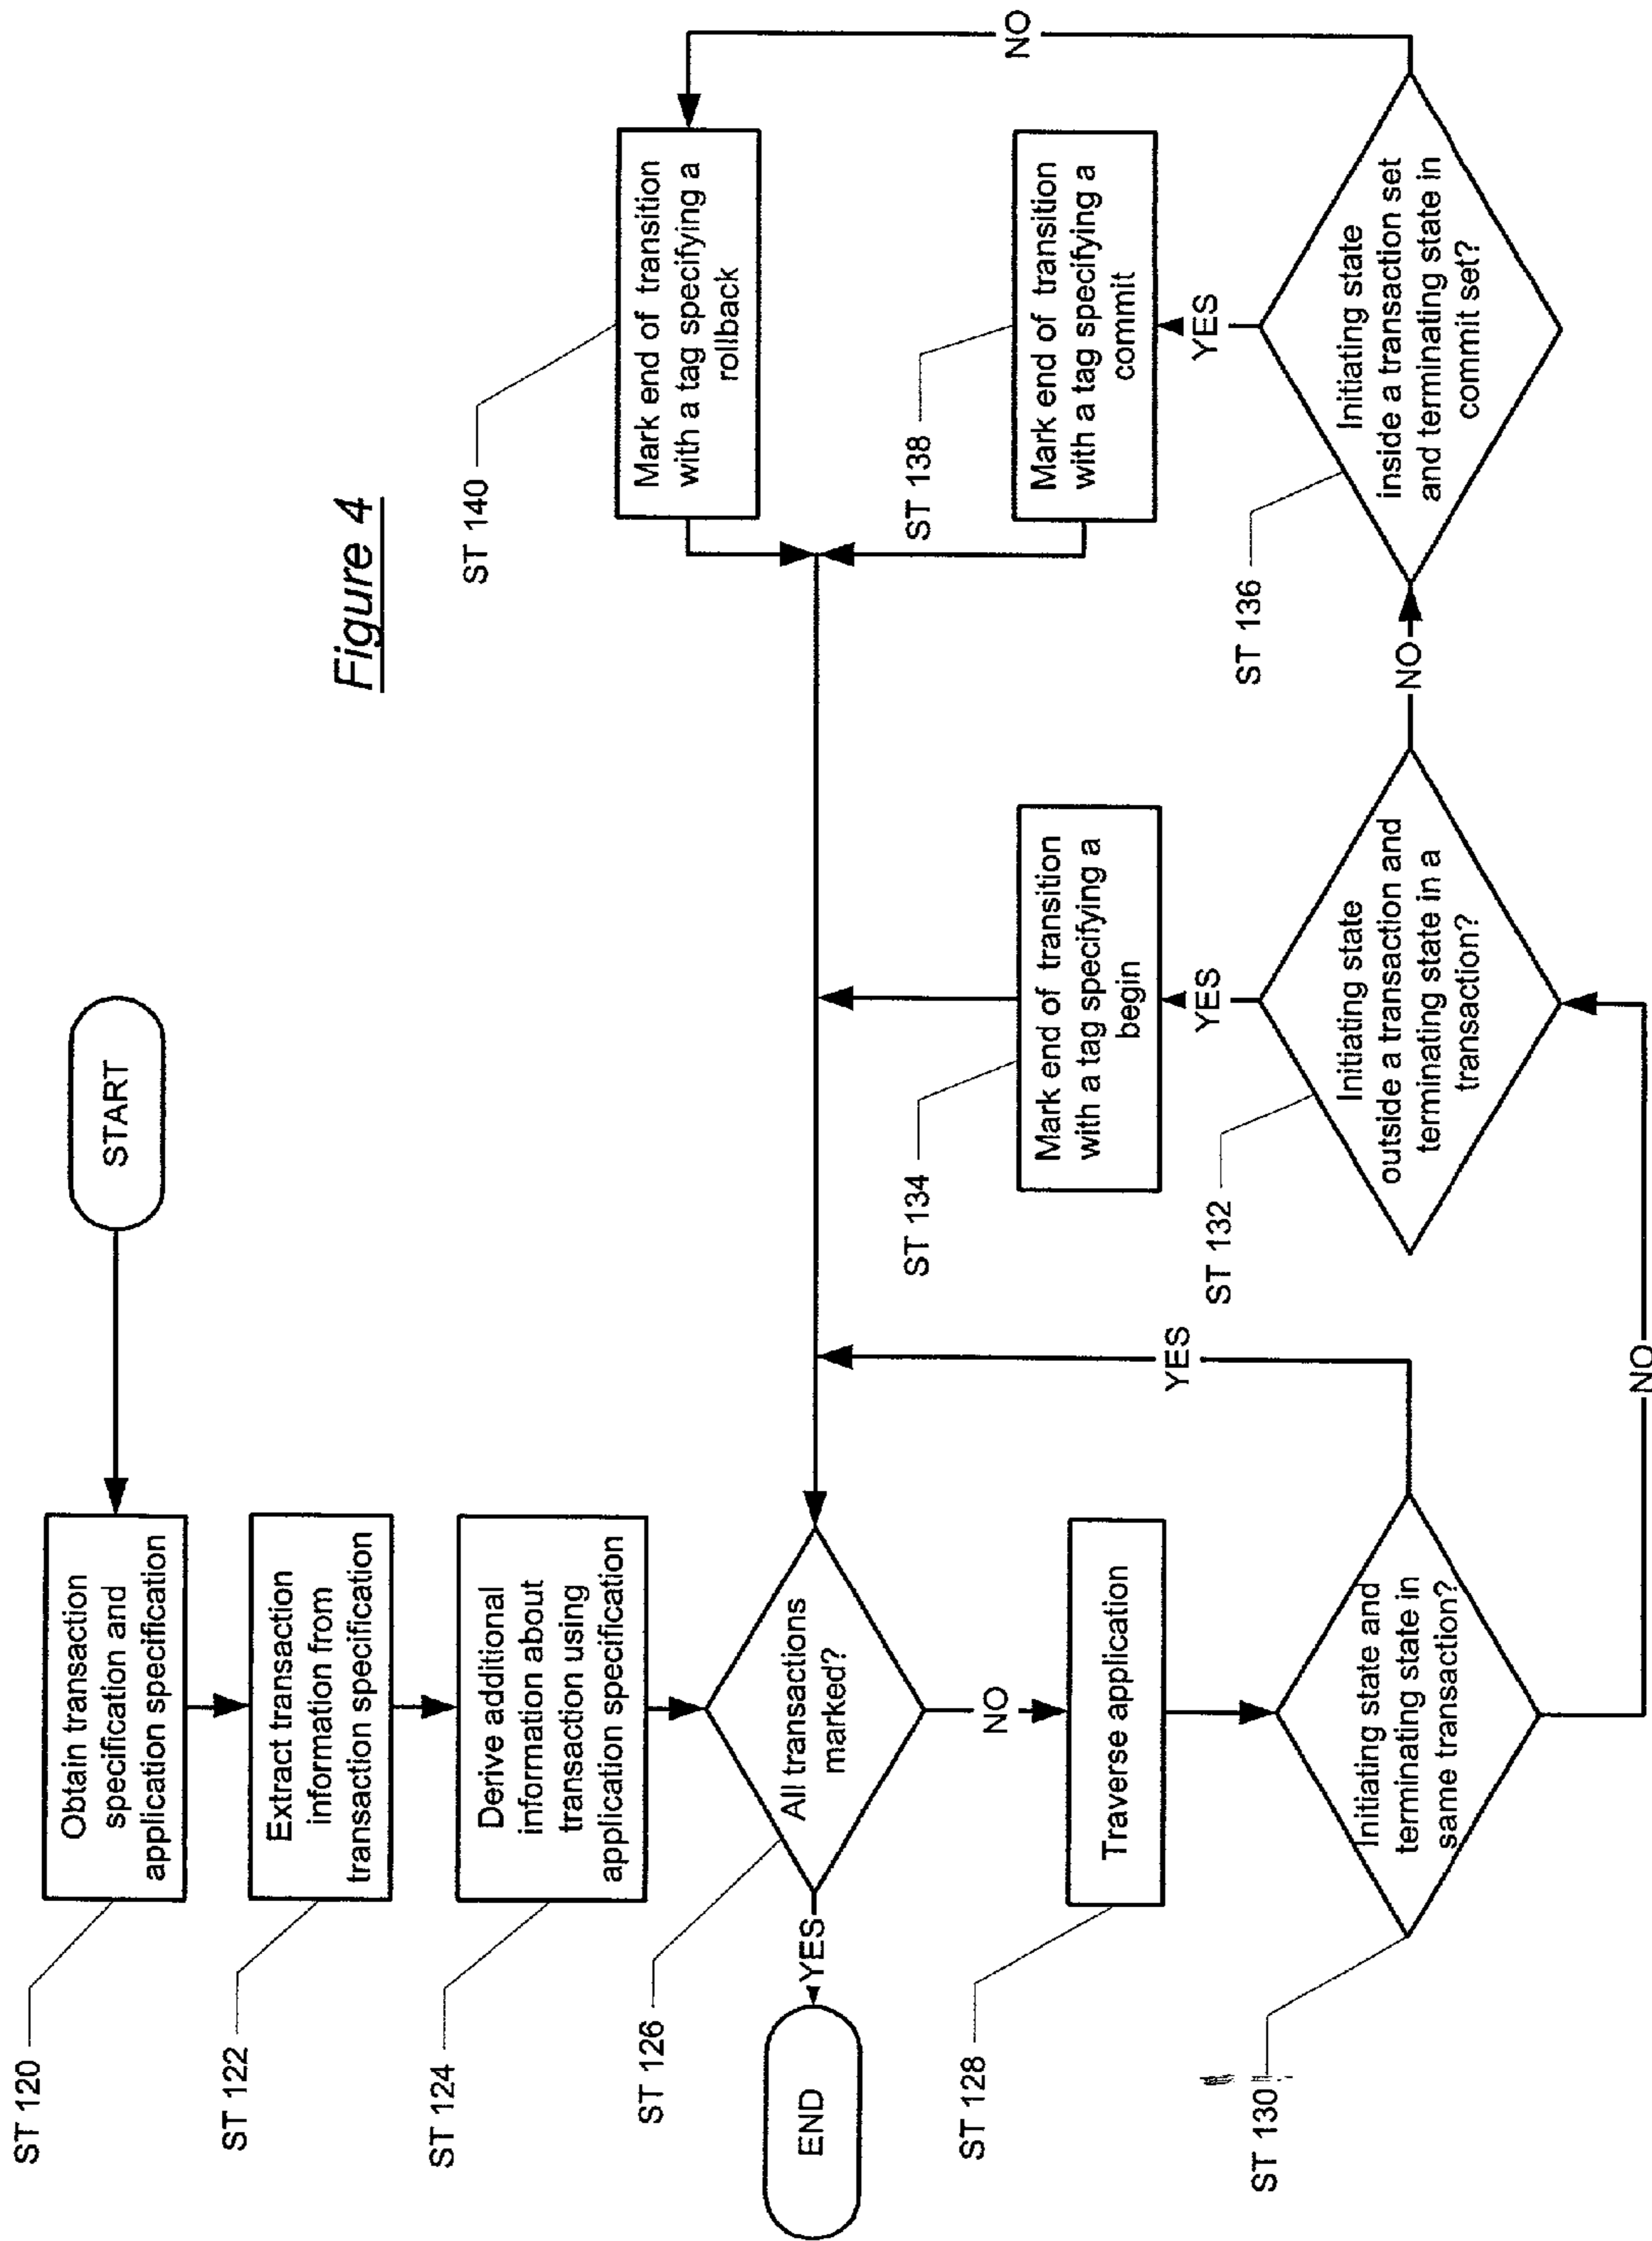 START
Obtain transaction
specification and
application specification
ST 120
Extract transaction
information from
transaction specification
ST 122
Derive additional
information about
transaction using
application specification
ST 124
All transactions
marked?
ST 126
YES
END
NO
Traverse application
ST 128
Initiating state and
terminating state in
same transaction?
ST 130
YES
NO
Initiating state
outside a transaction and
terminating state in a
transaction?
ST 132
YES
Mark end of transition
with a tag specifying a
begin
ST 134
NO
Initiating state
inside a transaction set
and terminating state in
commit set?
ST 136
YES
Mark end of transition
with a tag specifying a
commit
ST 138
NO
Mark end of transition
with a tag specifying a
rollback
ST 140
Figure 4